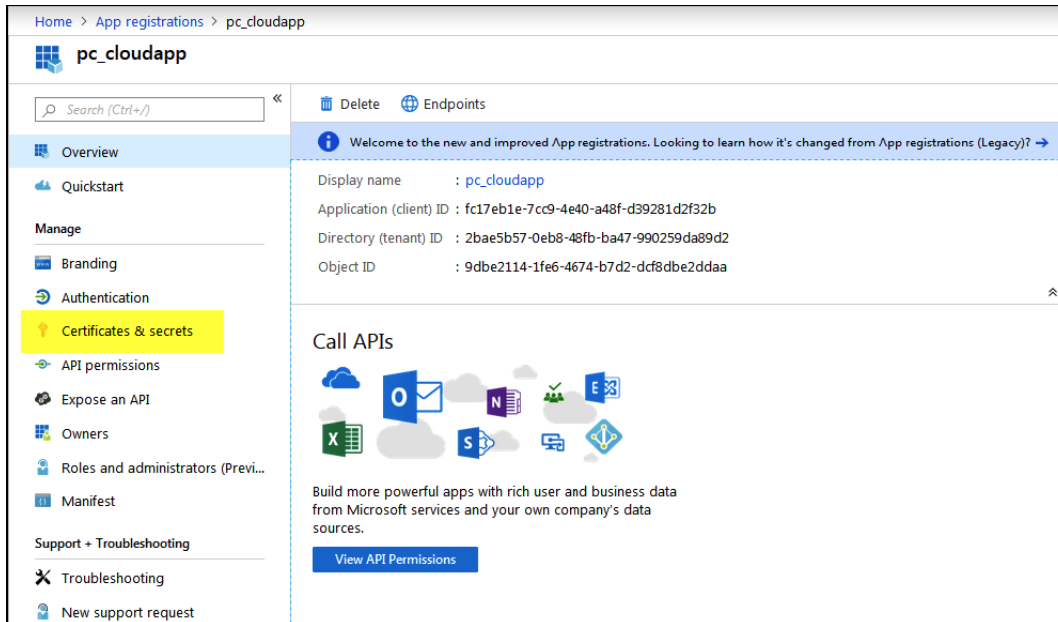 Home > App registrations > pc_cloudapp
pc_cloudapp
Search (Ctrl+/)
«
Overview
Quickstart
Manage
Branding
Authentication
Certificates & secrets
API permissions
Expose an API
Owners
Roles and administrators (Previ...
Manifest
Support + Troubleshooting
Troubleshooting
New support request
Delete Endpoints
Welcome to the new and improved App registrations. Looking to learn how it's changed from App registrations (Legacy)? →
Display name : pc_cloudapp
Application (client) ID : fc17eb1e-7cc9-4e40-a48f-d39281d2f32b
Directory (tenant) ID : 2bae5b57-0eb8-48fb-ba47-990259da89d2
Object ID : 9dbe2114-1fe6-4674-b7d2-dcf8dbe2ddaa
Call APIs
Build more powerful apps with rich user and business data
from Microsoft services and your own company's data
sources.
View API Permissions